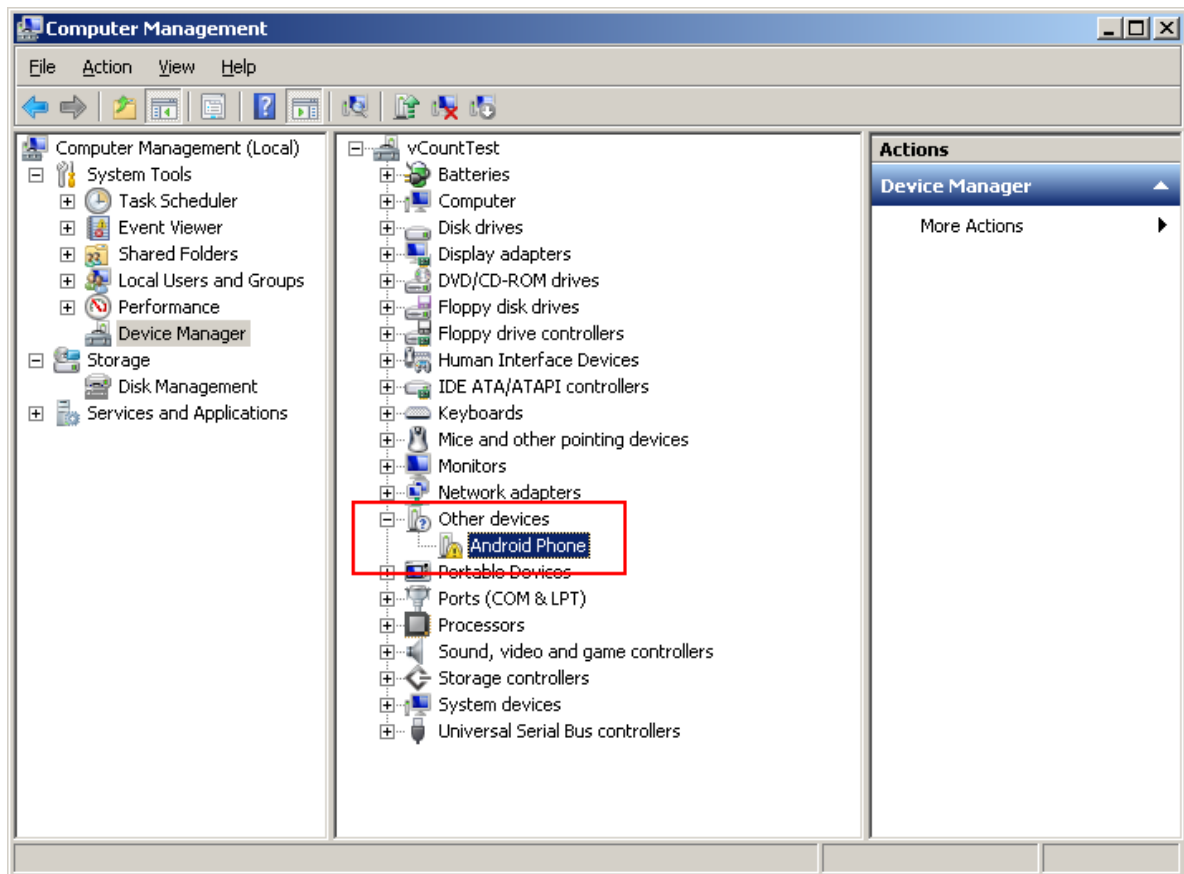 Computer Management
File Action View Help
Computer Management (Local)
System Tools
Task Scheduler
Event Viewer
Shared Folders
Local Users and Groups
Performance
Device Manager
Storage
Disk Management
Services and Applications
vCountTest
Batteries
Computer
Disk drives
Display adapters
DVD/CD-ROM drives
Floppy disk drives
Floppy drive controllers
Human Interface Devices
IDE ATA/ATAPI controllers
Keyboards
Mice and other pointing devices
Monitors
Network adapters
Other devices
Android Phone
Portable Devices
Ports (COM & LPT)
Processors
Sound, video and game controllers
Storage controllers
System devices
Universal Serial Bus controllers
Actions
Device Manager
More Actions